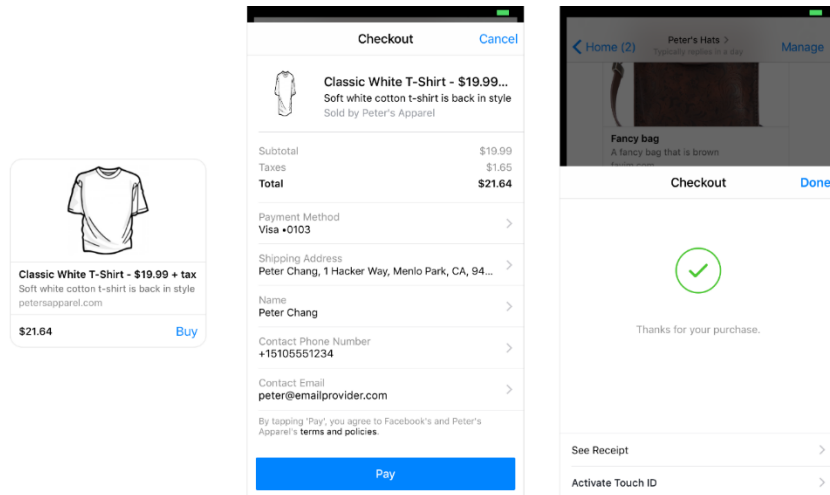 Classic White T-Shirt - $19.99 + tax
Soft white cotton t-shirt is back in style
petersapparel.com
$21.64 Buy
Checkout Cancel
Classic White T-Shirt - $19.99...
Soft white cotton t-shirt is back in style
Sold by Peter's Apparel
Subtotal $19.99
Taxes $1.65
Total $21.64
Payment Method
Visa •0103
Shipping Address
Peter Chang, 1 Hacker Way, Menlo Park, CA, 94...
Name
Peter Chang
Contact Phone Number
+15105551234
Contact Email
peter@emailprovider.com
By tapping 'Pay', you agree to Facebook's and Peter's
Apparel's terms and policies.
Pay
Home (2) Peter's Hats Manage
Typically replies in a day
Fancy bag
A fancy bag that is brown
Checkout Done
Thanks for your purchase.
See Receipt
Activate Touch ID